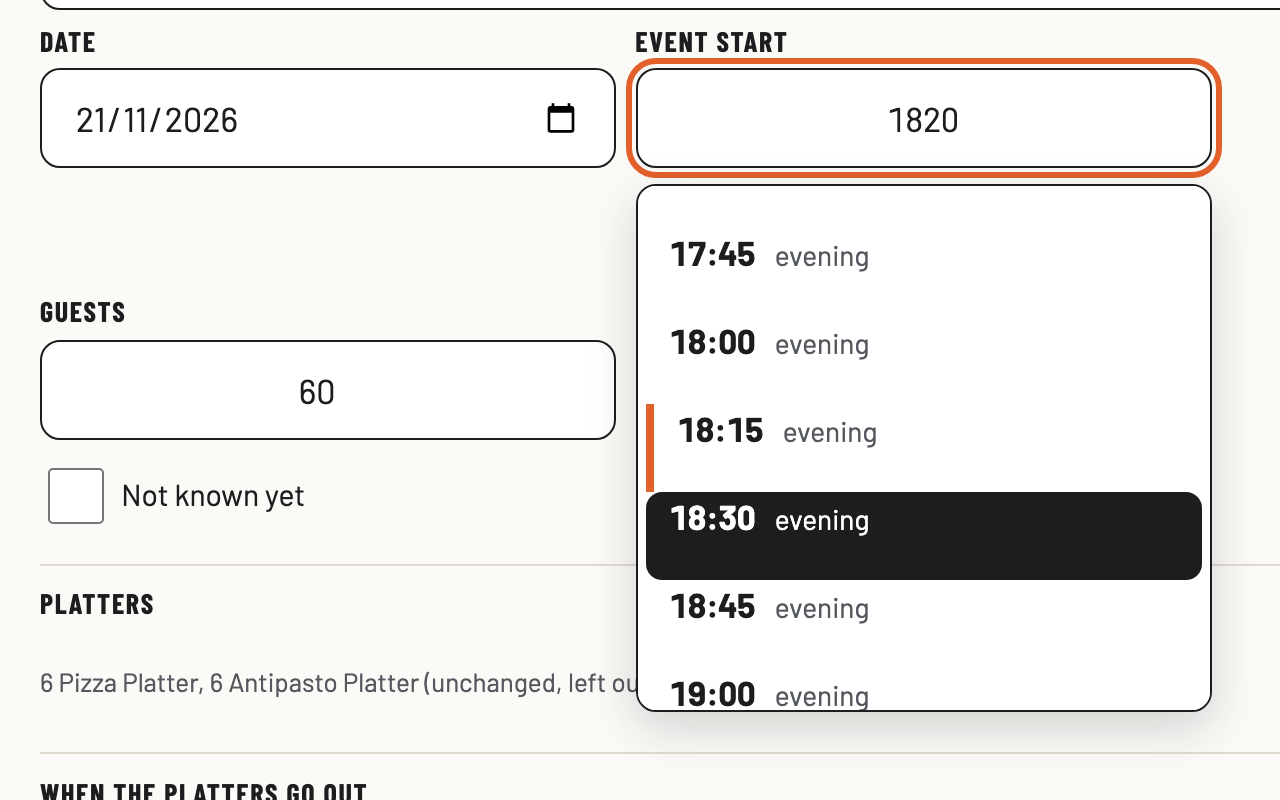 DATE
EVENT START
21/11/2026
1820
17:45 evening
18:00 evening
GUESTS
60
18:15 evening
Not known yet
18:30 evening
PLATTERS
18:45 evening
6 Pizza Platter, 6 Antipasto Platter (unchanged, left ou
19:00 evening
WHEN THE PLATTERS GO OUT